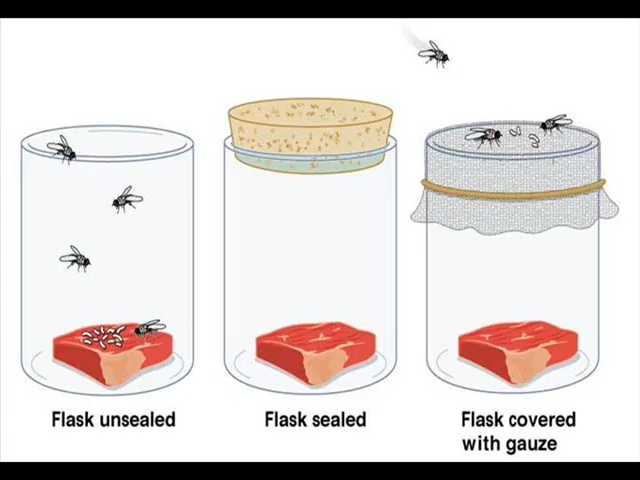 Flask unsealed
Flask sealed
Flask covered
with gauze